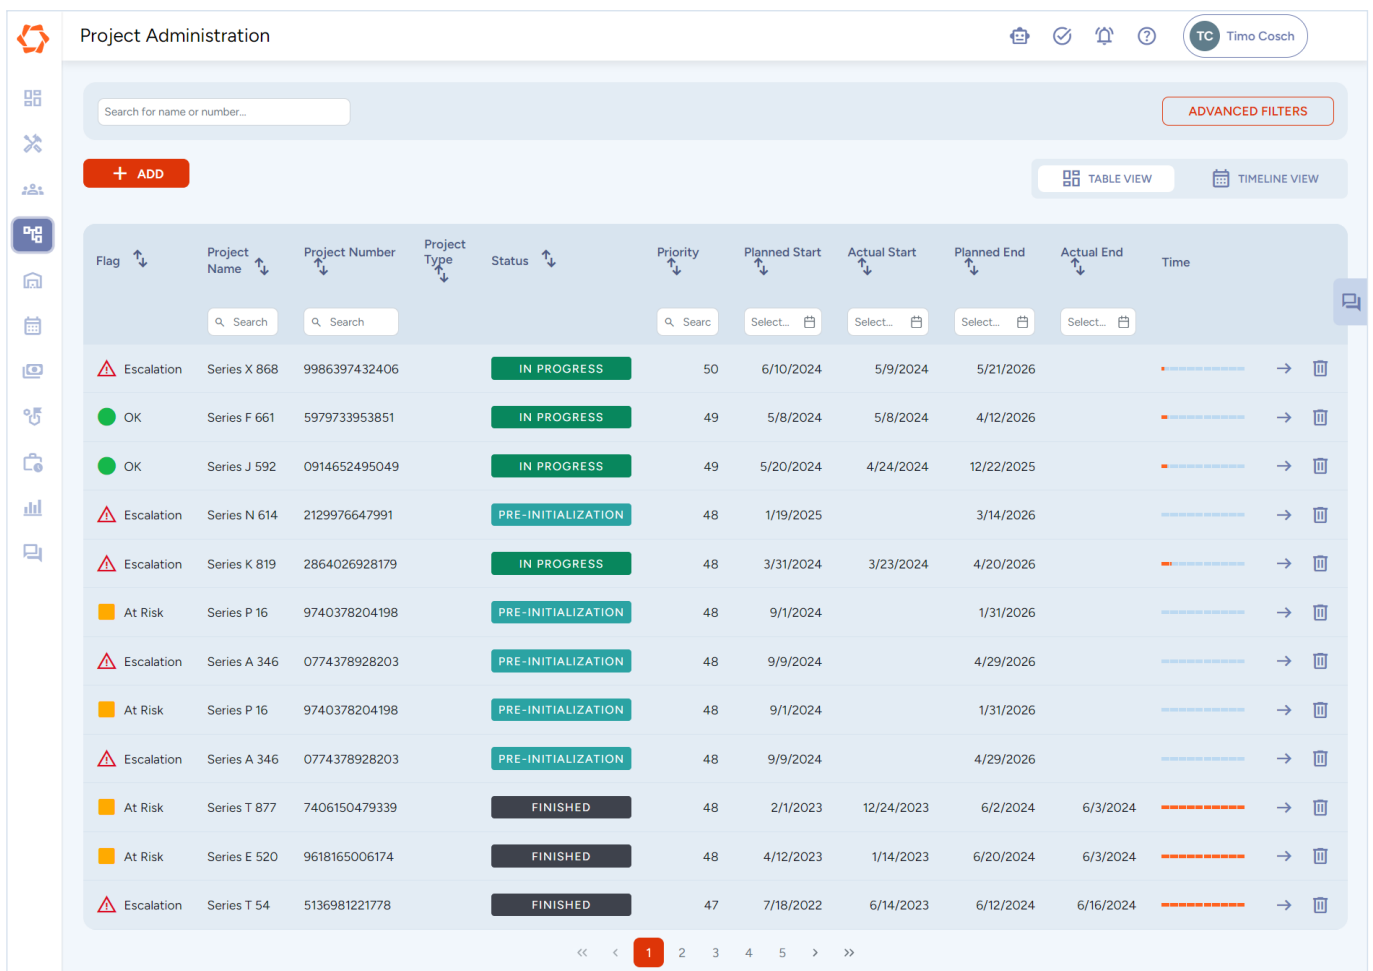 Project Administration
TC Timo Cosch
Search for name or number...
ADVANCED FILTERS
+ ADD
TABLE VIEW
TIMELINE VIEW
Flag Project Name Project Number Project Type Status Priority Planned Start Actual Start Planned End Actual End Time
Search Search Searc Select... Select... Select... Select...
Escalation Series X 868 9986397432406 IN PROGRESS 50 6/10/2024 5/9/2024 5/21/2026
OK Series F 661 5979733953851 IN PROGRESS 49 5/8/2024 5/8/2024 4/12/2026
OK Series J 592 0914652495049 IN PROGRESS 49 5/20/2024 4/24/2024 12/22/2025
Escalation Series N 614 2129976647991 PRE-INITIALIZATION 48 1/19/2025 3/14/2026
Escalation Series K 819 2864026928179 IN PROGRESS 48 3/31/2024 3/23/2024 4/20/2026
At Risk Series P 16 9740378204198 PRE-INITIALIZATION 48 9/1/2024 1/31/2026
Escalation Series A 346 0774378928203 PRE-INITIALIZATION 48 9/9/2024 4/29/2026
At Risk Series P 16 9740378204198 PRE-INITIALIZATION 48 9/1/2024 1/31/2026
Escalation Series A 346 0774378928203 PRE-INITIALIZATION 48 9/9/2024 4/29/2026
At Risk Series T 877 7406150479339 FINISHED 48 2/1/2023 12/24/2023 6/2/2024 6/3/2024
At Risk Series E 520 9618165006174 FINISHED 48 4/12/2023 1/14/2023 6/20/2024 6/3/2024
Escalation Series T 54 5136981221778 FINISHED 47 7/18/2022 6/14/2023 6/12/2024 6/16/2024
« ‹ 1 2 3 4 5 › »